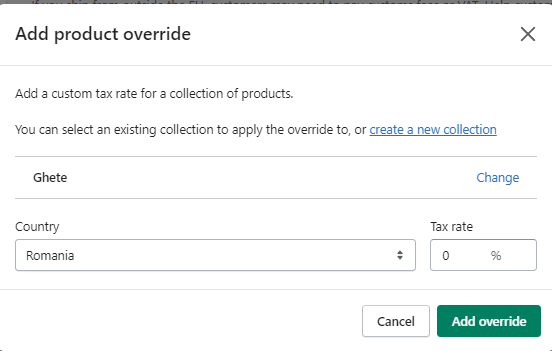 Add product override
Add a custom tax rate for a collection of products.
You can select an existing collection to apply the override to, or create a new collection
Ghete
Change
Country
Tax rate
Romania
0 %
Cancel
Add override